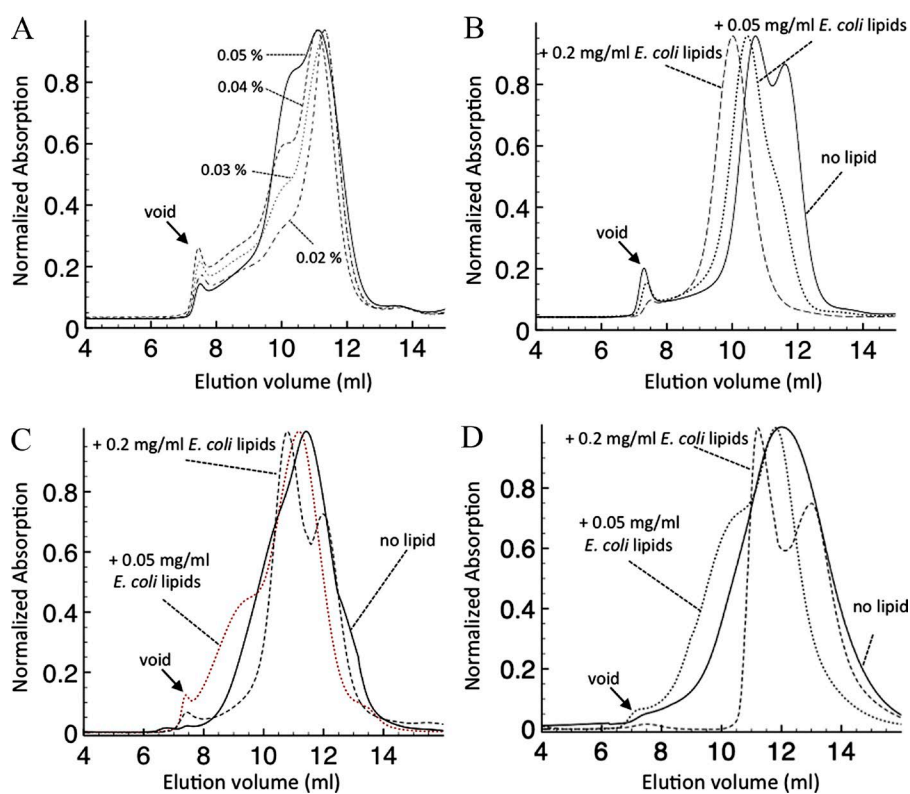 A
Normalized Absorption
0.8
0.6
0.4
0.2
0
0.05 %
0.04 %
0.03 %
0.02 %
void
4 6 8 10 12 14
Elution volume (ml)
B
Normalized Absorption
0.8
0.6
0.4
0.2
0
+ 0.05 mg/ml E. coli lipids
+ 0.2 mg/ml E. coli lipids
no lipid
void
4 6 8 10 12 14
Elution volume (ml)
C
Normalized Absorption
0.8
0.6
0.4
0.2
0
+ 0.2 mg/ml E. coli lipids
+ 0.05 mg/ml
E. coli lipids
no lipid
void
4 6 8 10 12 14
Elution volume (ml)
D
Normalized Absorption
0.8
0.6
0.4
0.2
0
+ 0.2 mg/ml E. coli lipids
+ 0.05 mg/ml
E. coli lipids
no lipid
void
4 6 8 10 12 14
Elution volume (ml)